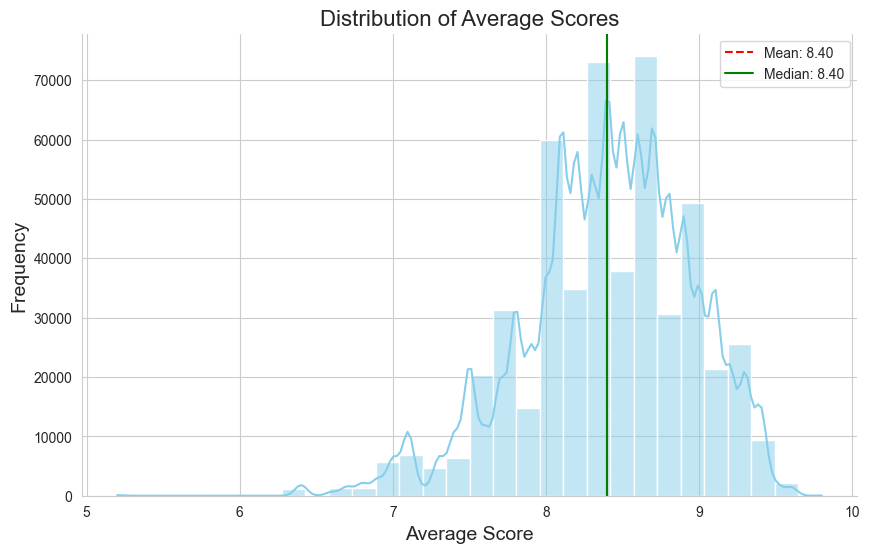 Distribution of Average Scores
Mean: 8.40
Median: 8.40
Frequency
70000
60000
50000
40000
30000
20000
10000
0
5
6
7
8
9
10
Average Score